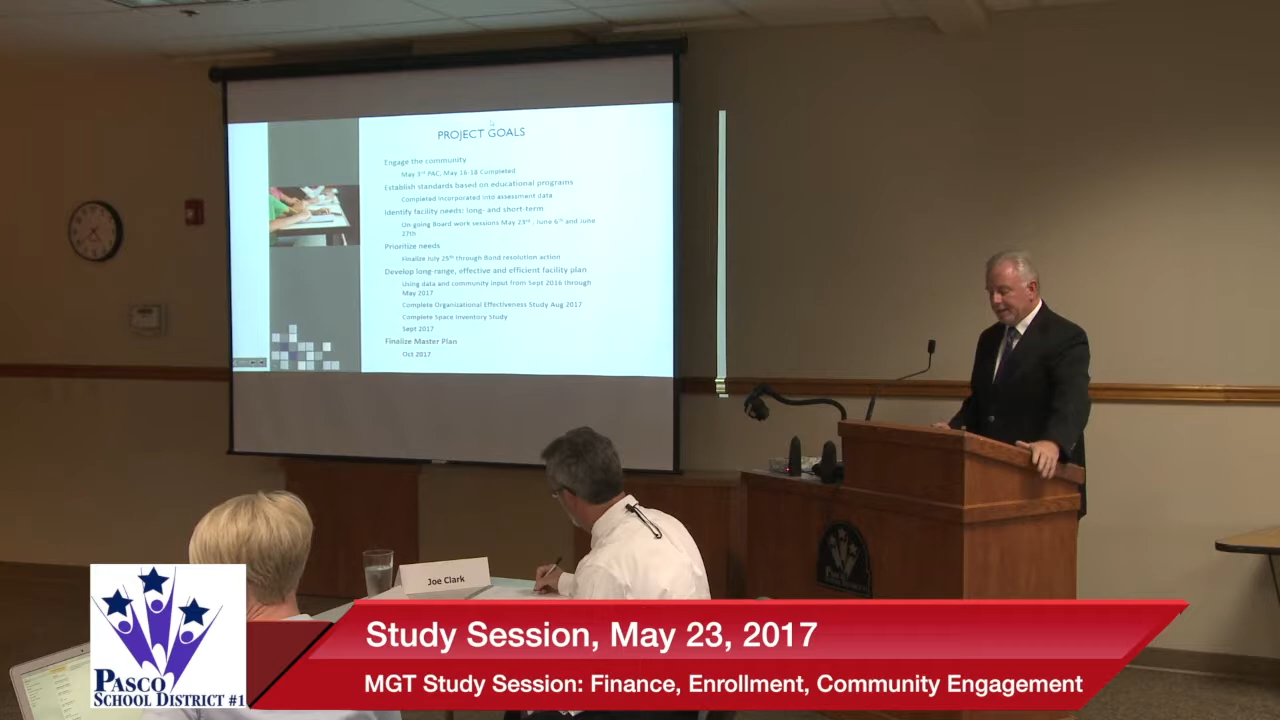 PROJECT GOALS
Engage the community
May 3rd PAC, May 16-18 Completed
Establish standards based on educational programs
Completed Incorporated into assessment data
Identify facility needs: long- and short-term
On going Board work sessions May 23rd, June 6th and June
27th
Prioritize needs
Finalize July 25th through Bond resolution action
Develop long-range, effective and efficient facility plan
Using data and community input from Sept 2016 through
May 2017
Complete Organizational Effectiveness Study Aug 2017
Complete Space Inventory Study
Sept 2017
Finalize Master Plan
Oct 2017
Joe Clark
PASCO
SCHOOL DISTRICT #1
Study Session, May 23, 2017
MGT Study Session: Finance, Enrollment, Community Engagement